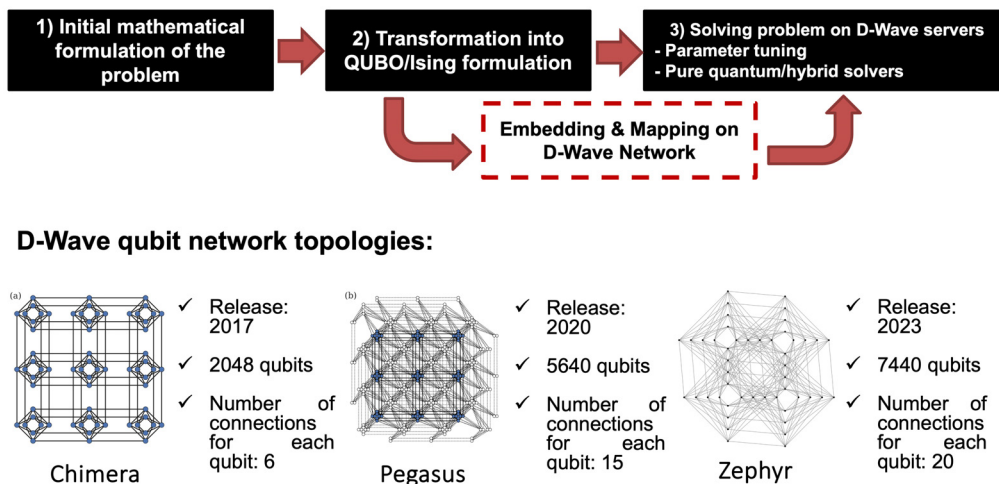 1) Initial mathematical
formulation of the
problem
2) Transformation into
QUBO/Ising formulation
3) Solving problem on D-Wave servers
- Parameter tuning
- Pure quantum/hybrid solvers
Embedding & Mapping on
D-Wave Network
D-Wave qubit network topologies:
(a)
✓ Release:
2017
✓ 2048 qubits
✓ Number of
connections
for each
qubit: 6
Chimera
(b)
✓ Release:
2020
✓ 5640 qubits
✓ Number of
connections
for each
qubit: 15
Pegasus
✓ Release:
2023
✓ 7440 qubits
✓ Number of
connections
for each
qubit: 20
Zephyr